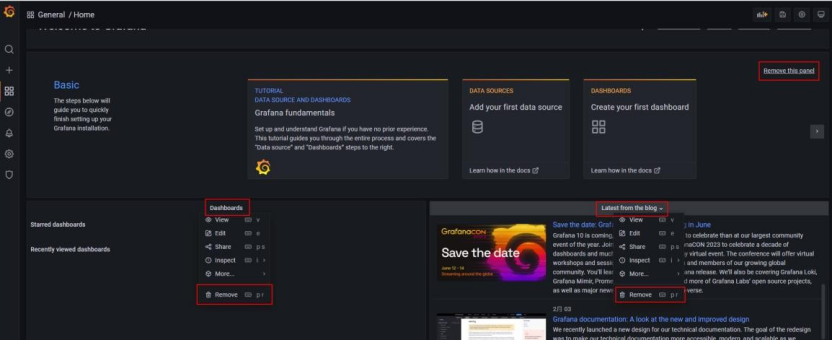 General / Home
Welcome to Grafana
Remove this panel
Basic
The steps below will
guide you to quickly
finish setting up your
Grafana installation.
TUTORIAL
DATA SOURCE AND DASHBOARDS
Grafana fundamentals
Set up and understand Grafana if you have no prior experience.
This tutorial guides you through the entire process and covers the
"Data source" and "Dashboards" steps to the right.
DATA SOURCES
Add your first data source
Learn how in the docs
DASHBOARDS
Create your first dashboard
Learn how in the docs
Dashboards
View v
Edit e
Share p s
Inspect i
More...
Remove p r
Starred dashboards
Recently viewed dashboards
Latest from the blog
View v
Edit e
Share p s
Inspect i
More...
Remove p r
GrafanaCON
Save the date
June 12 - 14
Streaming around the globe
Save the date: Graf in June
Grafana 10 is coming, to celebrate than at our largest community
event of the year. Join naCON 2023 to celebrate a decade of
dashboards and much y virtual event. The conference will offer virtual
workshops and sessi and members of our growing global
community. You'll lea na release. We'll also be covering Grafana Loki,
Grafana Mimir, Prome d more of Grafana Labs' open source projects,
as well as major new verse.
2月 03
Grafana documentation: A look at the new and improved design
We recently launched a new design for our technical documentation. The goal of the redesign
was to make our technical documentation more accessible, modern, and scalable as we